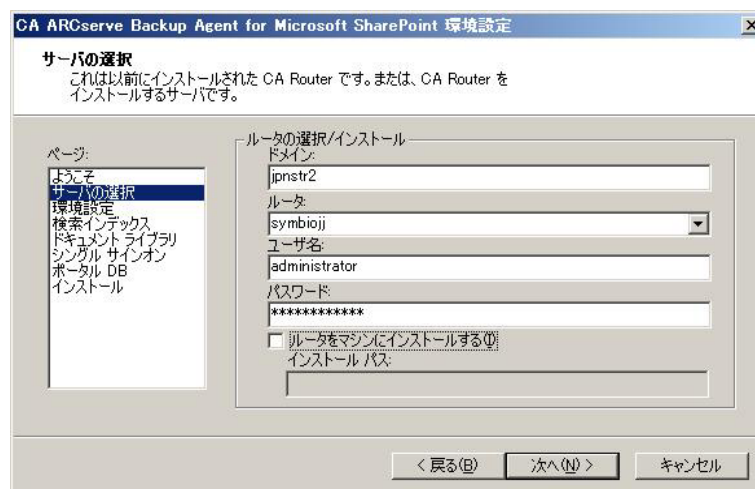 CA ARCserve Backup Agent for Microsoft SharePoint 環境設定
サーバの選択
これは以前にインストールされた CA Router です。または、CA Router を
インストールするサーバです。
ページ:
ようこそ
サーバの選択
環境設定
検索インデックス
ドキュメント ライブラリ
シングル サインオン
ポータル DB
インストール
ルータの選択/インストール
ドメイン:
jpnstr2
ルータ:
symbiojj
ユーザ名:
administrator
パスワード:
************
ルータをマシンにインストールする(I)
インストール パス:
< 戻る(B)
次へ(N) >
キャンセル